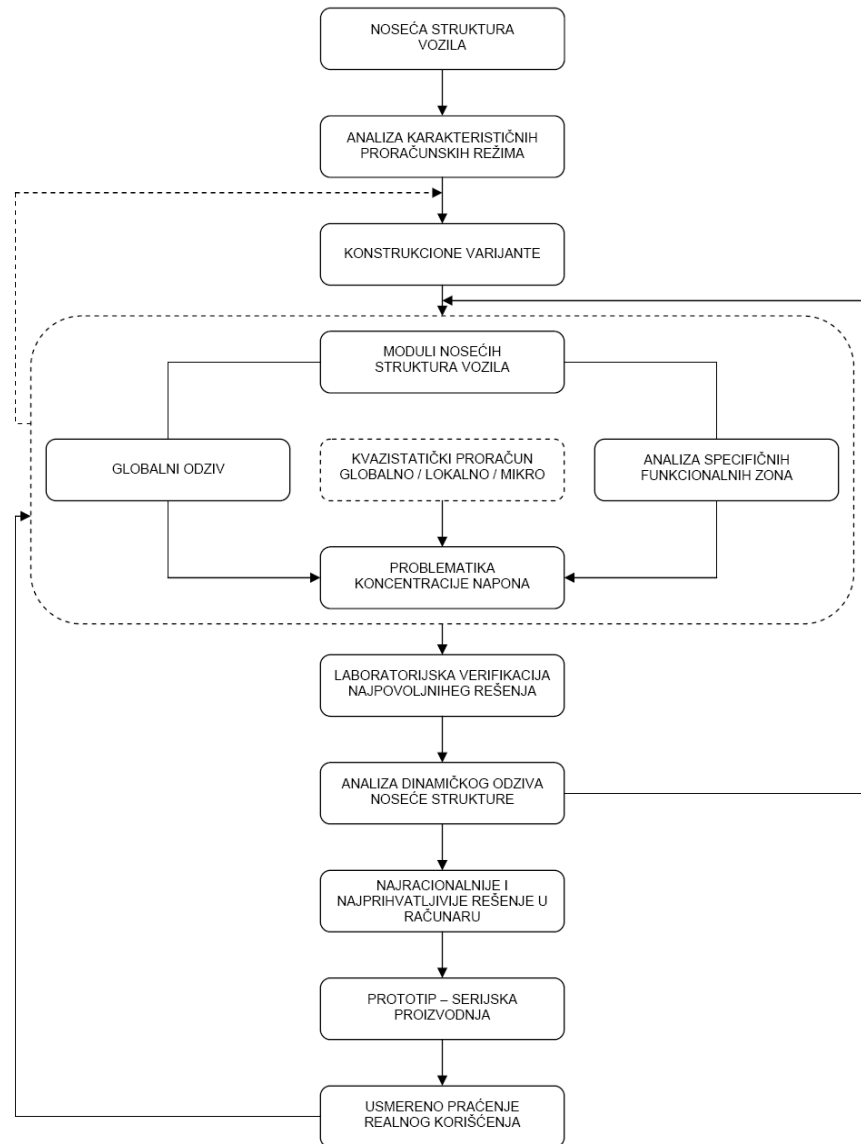 NOSEĆA STRUKTURA
VOZILA
ANALIZA KARAKTERISTIČNIH
PRORAČUNSKIH REŽIMA
KONSTRUKCIONE VARIJANTE
MODULI NOSEĆIH
STRUKTURA VOZILA
GLOBALNI ODZIV
KVAZISTATIČKI PRORAČUN
GLOBALNO / LOKALNO / MIKRO
ANALIZA SPECIFIČNIH
FUNKCIONALNIH ZONA
PROBLEMATIKA
KONCENTRACIJE NAPONA
LABORATORIJSKA VERIFIKACIJA
NAJPOVOLJNIHEG REŠENJA
ANALIZA DINAMIČKOG ODZIVA
NOSEĆE STRUKTURE
NAJRACIONALNIJE I
NAJPRIHVATLJIVIJE REŠENJE U
RAČUNARU
PROTOTIP – SERIJSKA
PROIZVODNJA
USMERENO PRAĆENJE
REALNOG KORIŠĆENJA